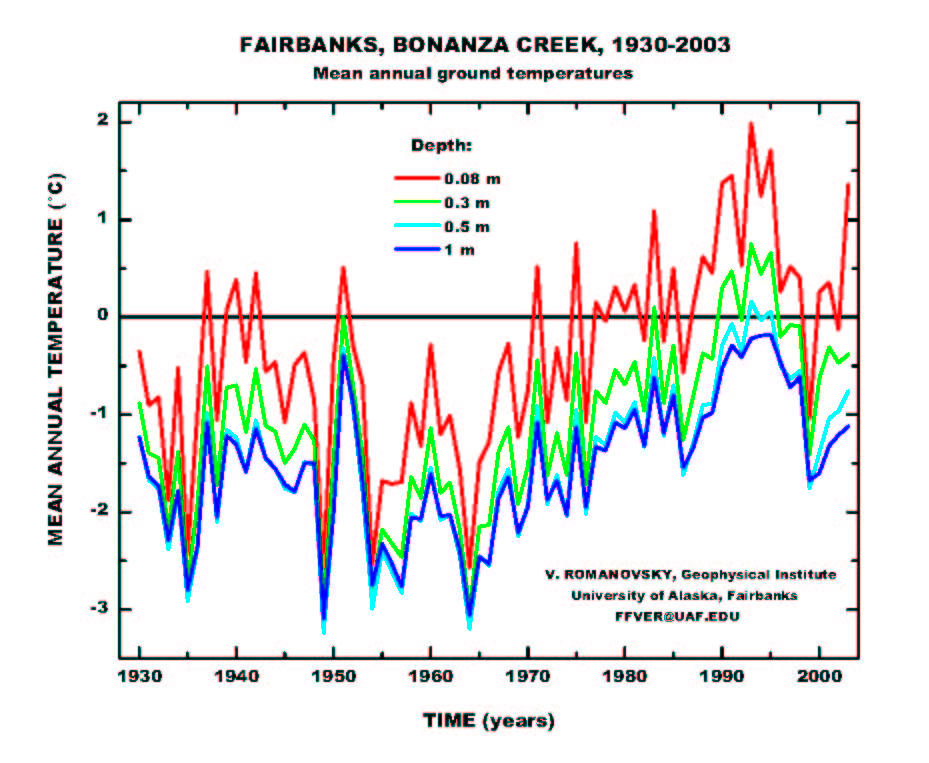 FAIRBANKS, BONANZA CREEK, 1930-2003
Mean annual ground temperatures
MEAN ANNUAL TEMPERATURE (°C)
2
1
0
-1
-2
-3
Depth:
0.08 m
0.3 m
0.5 m
1 m
V. ROMANOVSKY, Geophysical Institute
University of Alaska, Fairbanks
FFVER@UAF.EDU
1930 1940 1950 1960 1970 1980 1990 2000
TIME (years)